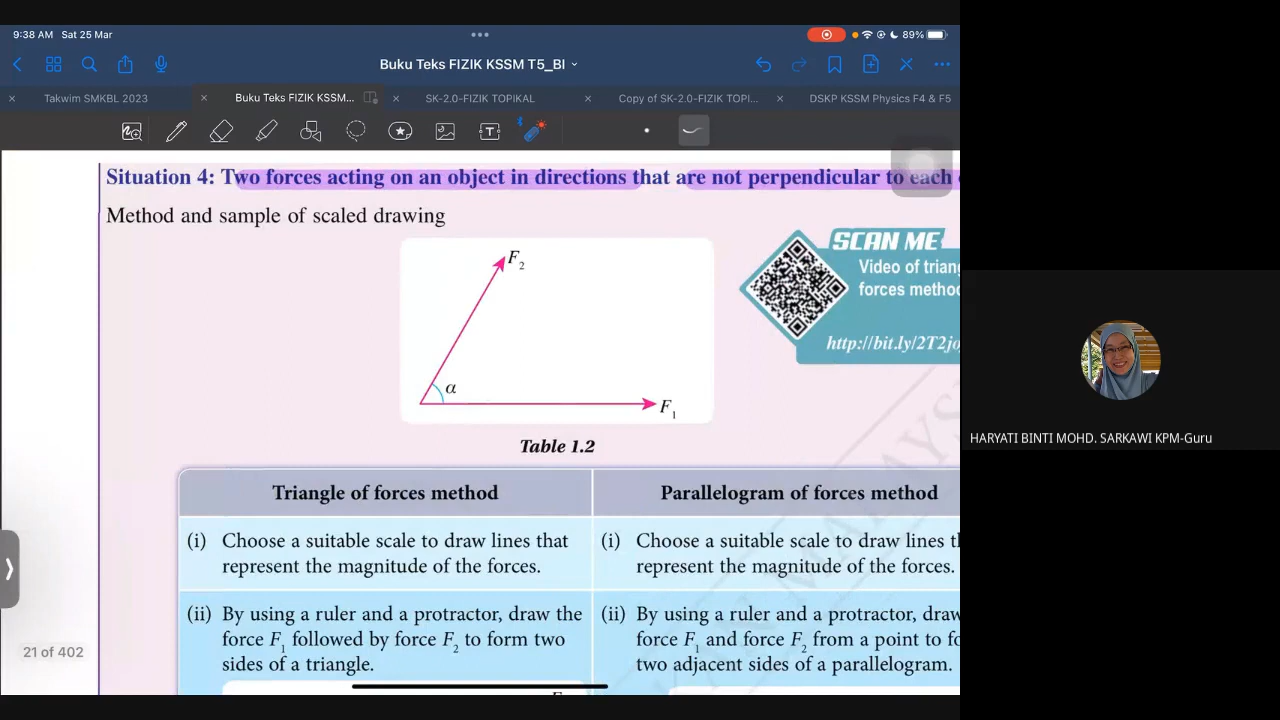 9:38 AM Sat 25 Mar
89%
Buku Teks FIZIK KSSM T5_BI
Takwim SMKBL 2023
Buku Teks FIZIK KSSM...
SK-2.0-FIZIK TOPIKAL
Copy of SK-2.0-FIZIK TOPI...
DSKP KSSM Physics F4 & F5
Situation 4: Two forces acting on an object in directions that are not perpendicular to each
Method and sample of scaled drawing
F2
α
F1
SCAN ME
Video of
forces
http://bit.ly/2T2jo
Table 1.2
Triangle of forces method
Parallelogram of forces method
(i) Choose a suitable scale to draw lines that
represent the magnitude of the forces.
(i) Choose a suitable scale to draw lines
represent the magnitude of the forces.
(ii) By using a ruler and a protractor, draw the
force F1 followed by force F2 to form two
sides of a triangle.
(ii) By using a ruler and a protractor, draw
force F1 and force F2 from a point to
two adjacent sides of a parallelogram.
21 of 402
HARYATI BINTI MOHD. SARKAWI KPM-Guru